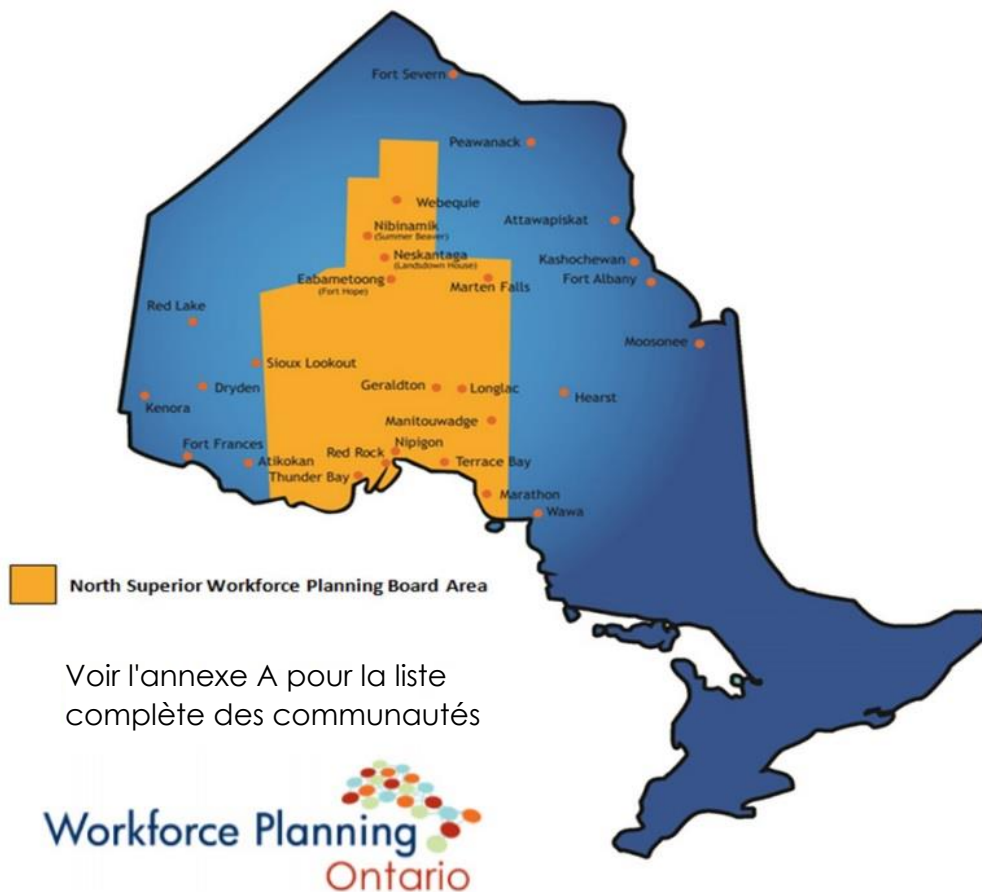 Fort Severn
Peawanack
Webequie
Attawapiskat
Nibinamik
(Summer Beaver)
Neskantaga
(Landsdown House)
Kashochewan
Eabametoong
(Fort Hope)
Marten Falls
Fort Albany
Red Lake
Moosonee
Sioux Lookout
Dryden
Geraldton
Longlac
Hearst
Kenora
Manitouwadge
Fort Frances
Nipigon
Red Rock
Atikokan
Terrace Bay
Thunder Bay
Marathon
Wawa
North Superior Workforce Planning Board Area
Voir l'annexe A pour la liste
complète des communautés
Workforce Planning
Ontario